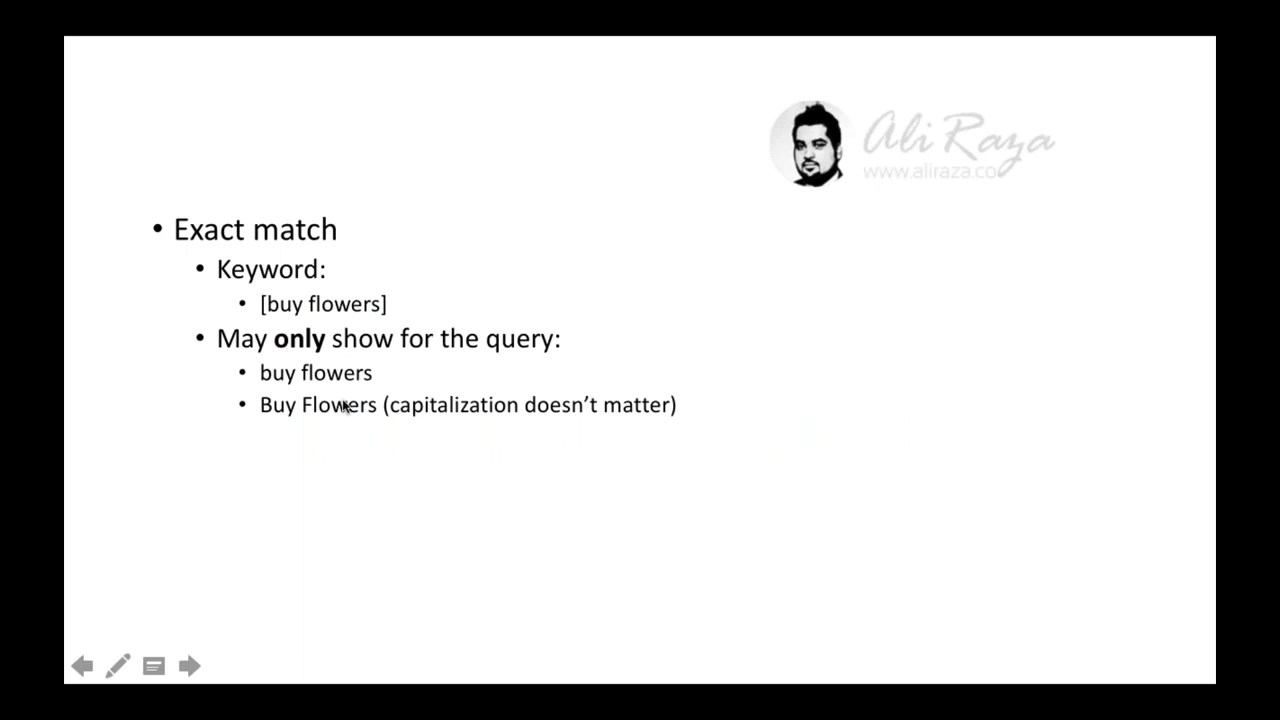 Ali Raza
www.aliraza.co
• Exact match
• Keyword:
• [buy flowers]
• May only show for the query:
• buy flowers
• Buy Flowers (capitalization doesn’t matter)